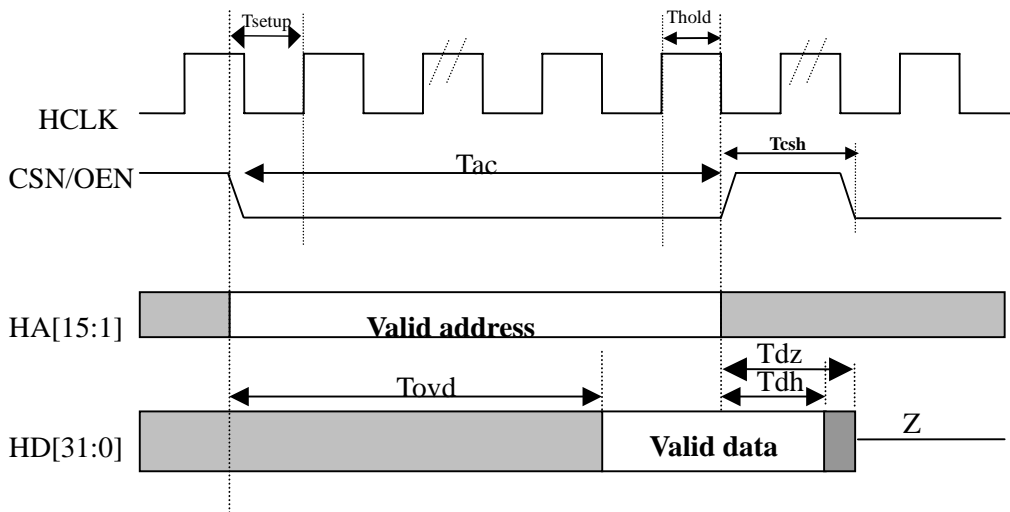 Tsetup
Thold
HCLK
Tcsh
Tac
CSN/OEN
HA[15:1]
Valid address
Tdz
Tdh
Tovd
HD[31:0]
Valid data
Z